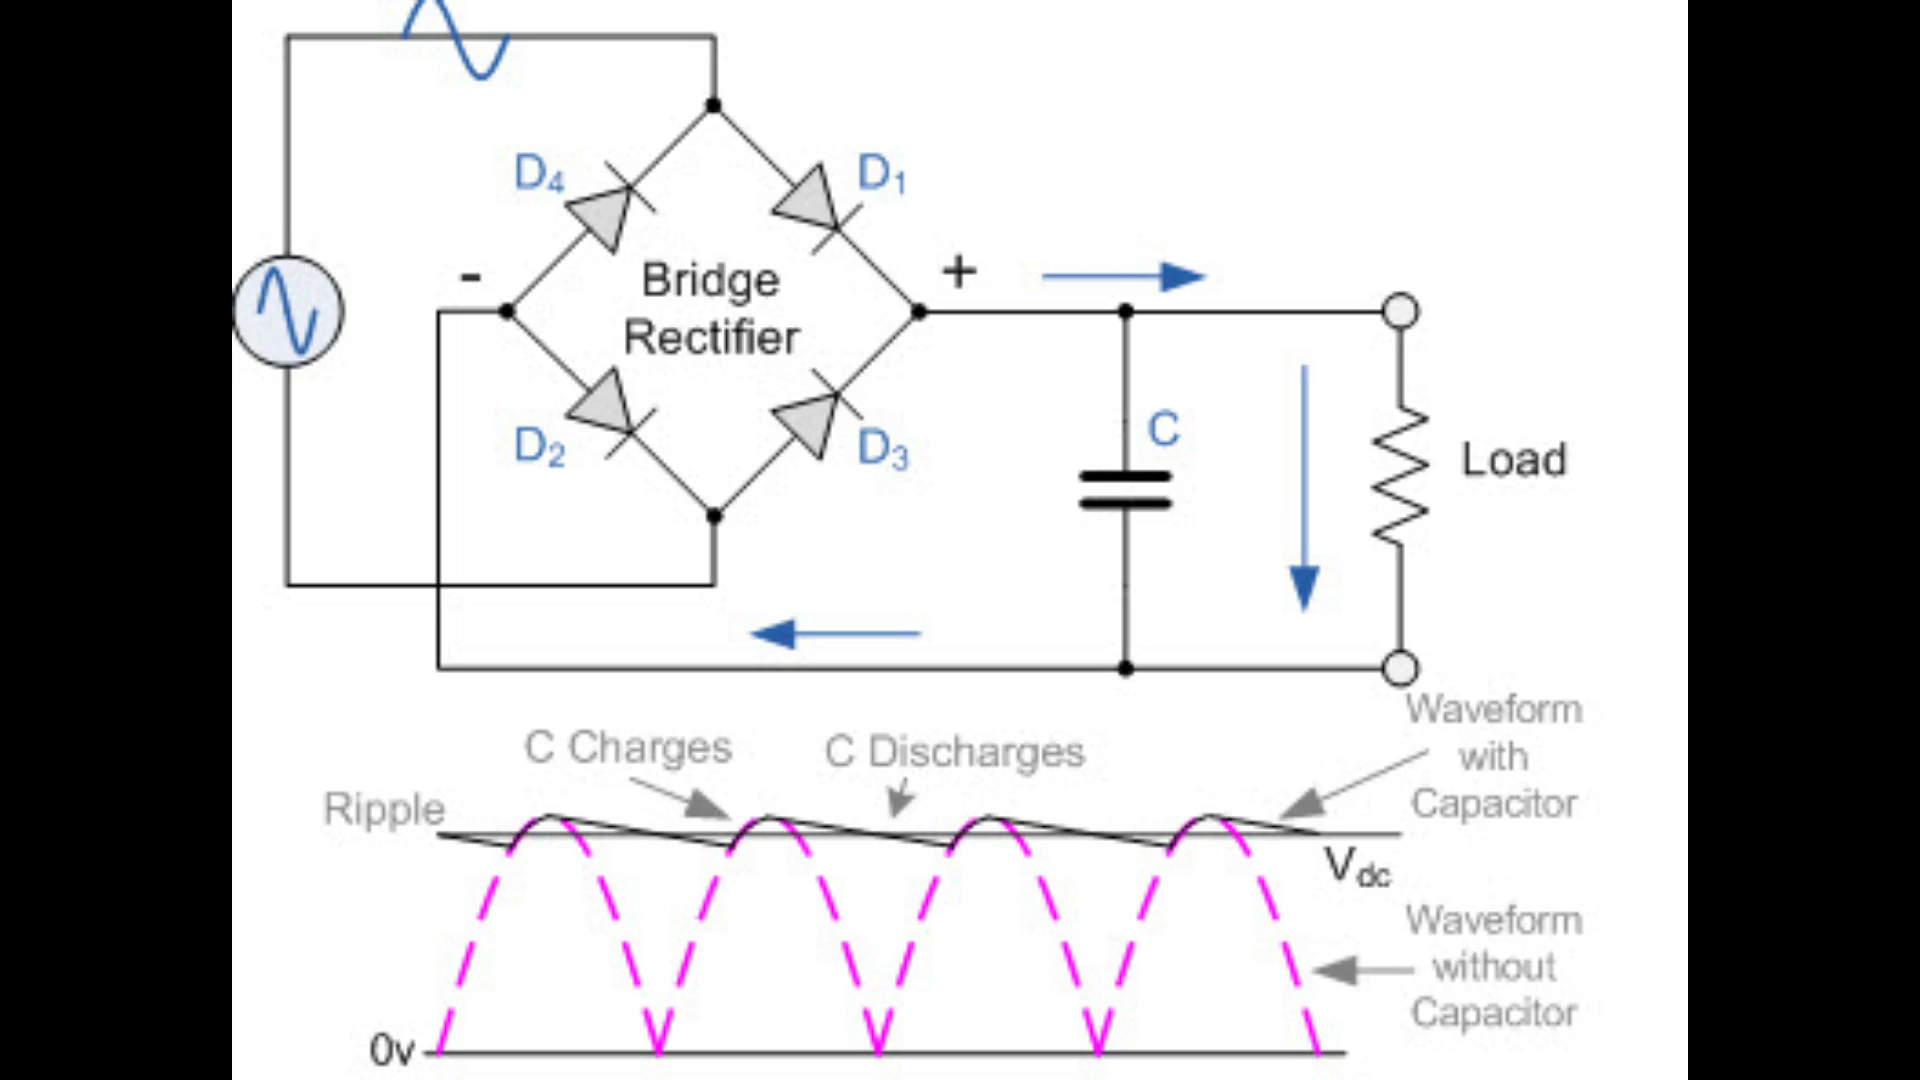 D4
D1
-
+
Bridge
Rectifier
D2
D3
C
Load
Waveform
with
Capacitor
C Charges
C Discharges
Ripple
Vdc
Waveform
without
Capacitor
0v